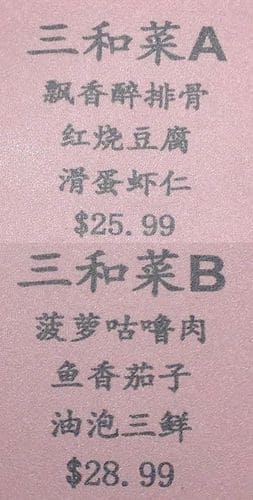 三和菜A
飘香醉排骨
红烧豆腐
滑蛋虾仁
$25.99
三和菜B
菠萝咕噜肉
鱼香茄子
油泡三鲜
$28.99